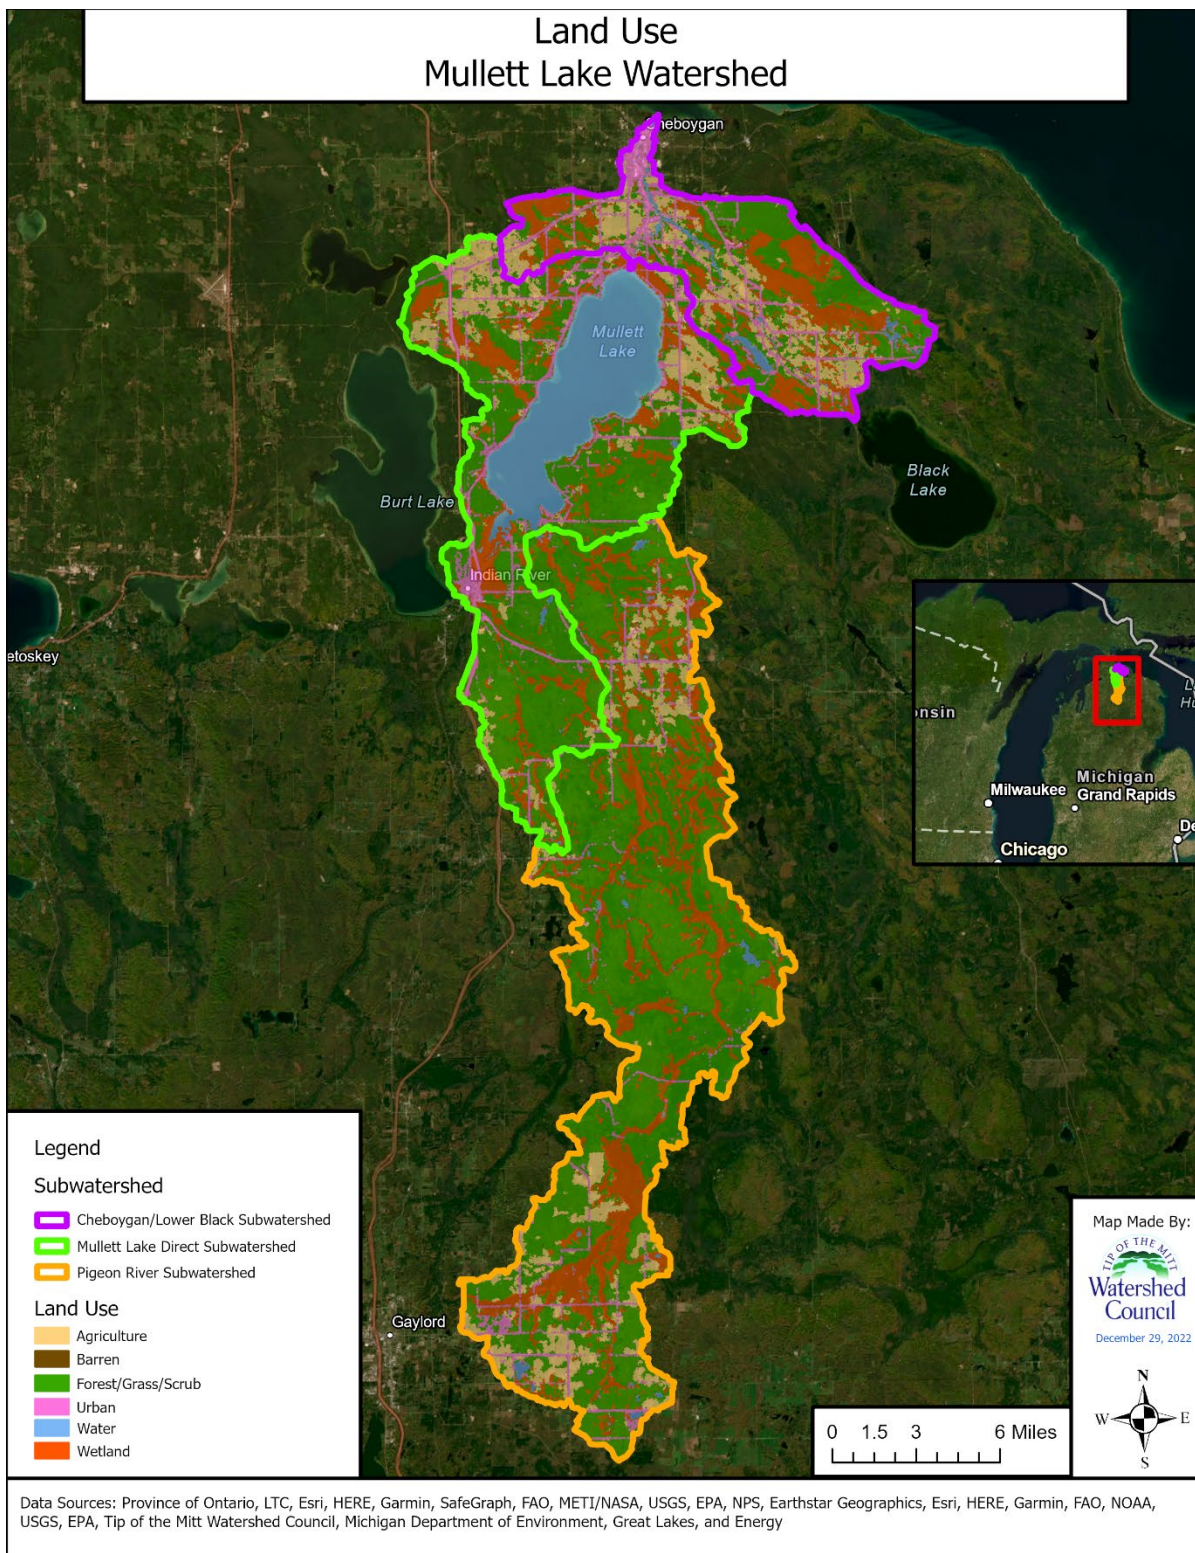 Land Use
Mullett Lake Watershed
heboygan
Mullett
Lake
Burt Lake
Black
Lake
Indian River
etoskey
Gaylord
onsin
Milwaukee
Michigan
Grand Rapids
Chicago
De
L
Hu
Legend
Subwatershed
Cheboygan/Lower Black Subwatershed
Mullett Lake Direct Subwatershed
Pigeon River Subwatershed
Land Use
Agriculture
Barren
Forest/Grass/Scrub
Urban
Water
Wetland
0 1.5 3 6 Miles
Map Made By:
TIP OF THE MITT
Watershed
Council
December 29, 2022
N
W E
S
Data Sources: Province of Ontario, LTC, Esri, HERE, Garmin, SafeGraph, FAO, METI/NASA, USGS, EPA, NPS, Earthstar Geographics, Esri, HERE, Garmin, FAO, NOAA,
USGS, EPA, Tip of the Mitt Watershed Council, Michigan Department of Environment, Great Lakes, and Energy